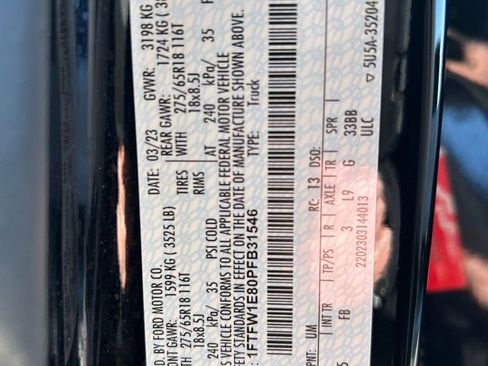 D. BY FORD MOTOR CO.
DATE: 03/23 GVWR: 3198 KG
ONT GAWR: 1599 KG (3525 LB) REAR GAWR: 1724 KG
WITH 275/65R18 116T TIRES WITH 275/65R18 116T
18x8.5J RIMS 18x8.5J
240 kPa/ 35 PSI COLD AT 240 kPa/ 35
VEHICLE CONFORMS TO ALL APPLICABLE FEDERAL MOTOR VEHICLE
STANDARDS IN EFFECT ON THE DATE OF MANUFACTURE SHOWN ABOVE.
1FTFW1E80PFB31546 TYPE: Truck
PNT: UM RC: 13 DSO:
INT TR TP/PS R AXLE TR SPR
FB 3 L9 G 33BB
2202303144013 ULC
▽ 5U5A-35204